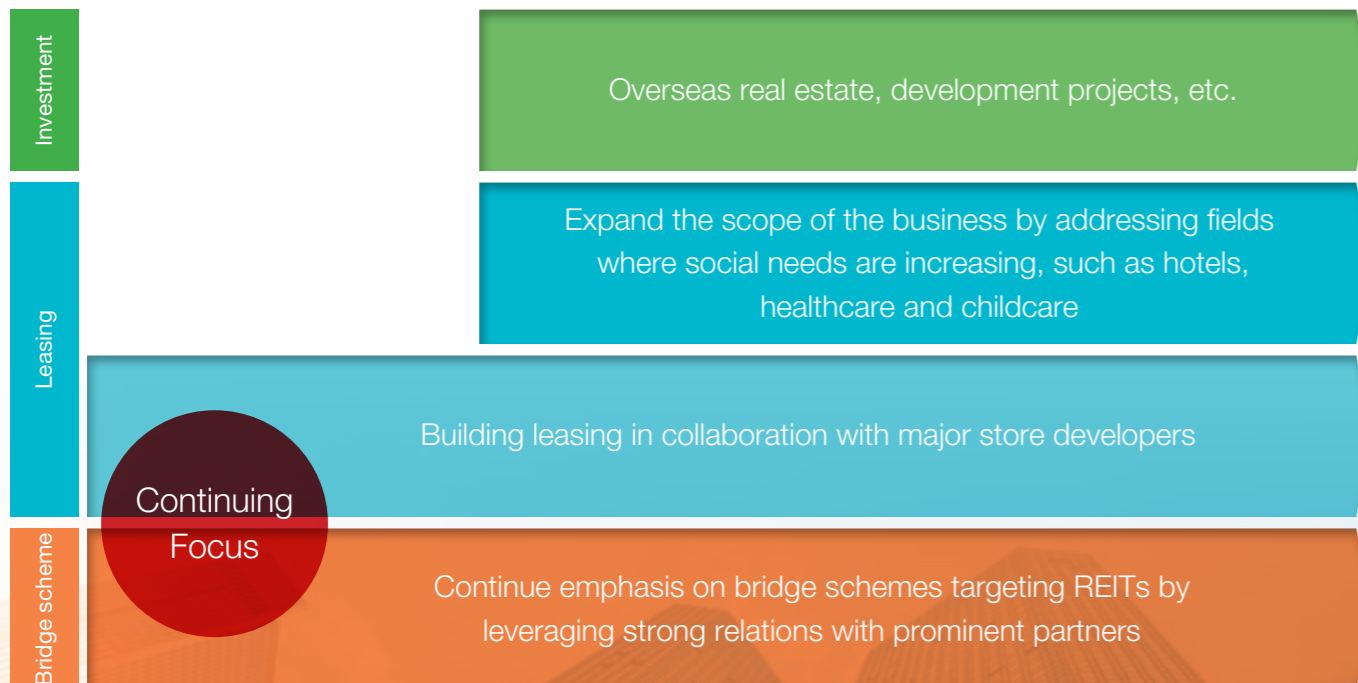 Investment
Overseas real estate, development projects, etc.
Leasing
Expand the scope of the business by addressing fields
where social needs are increasing, such as hotels,
healthcare and childcare
Building leasing in collaboration with major store developers
Continuing
Focus
Bridge scheme
Continue emphasis on bridge schemes targeting REITs by
leveraging strong relations with prominent partners